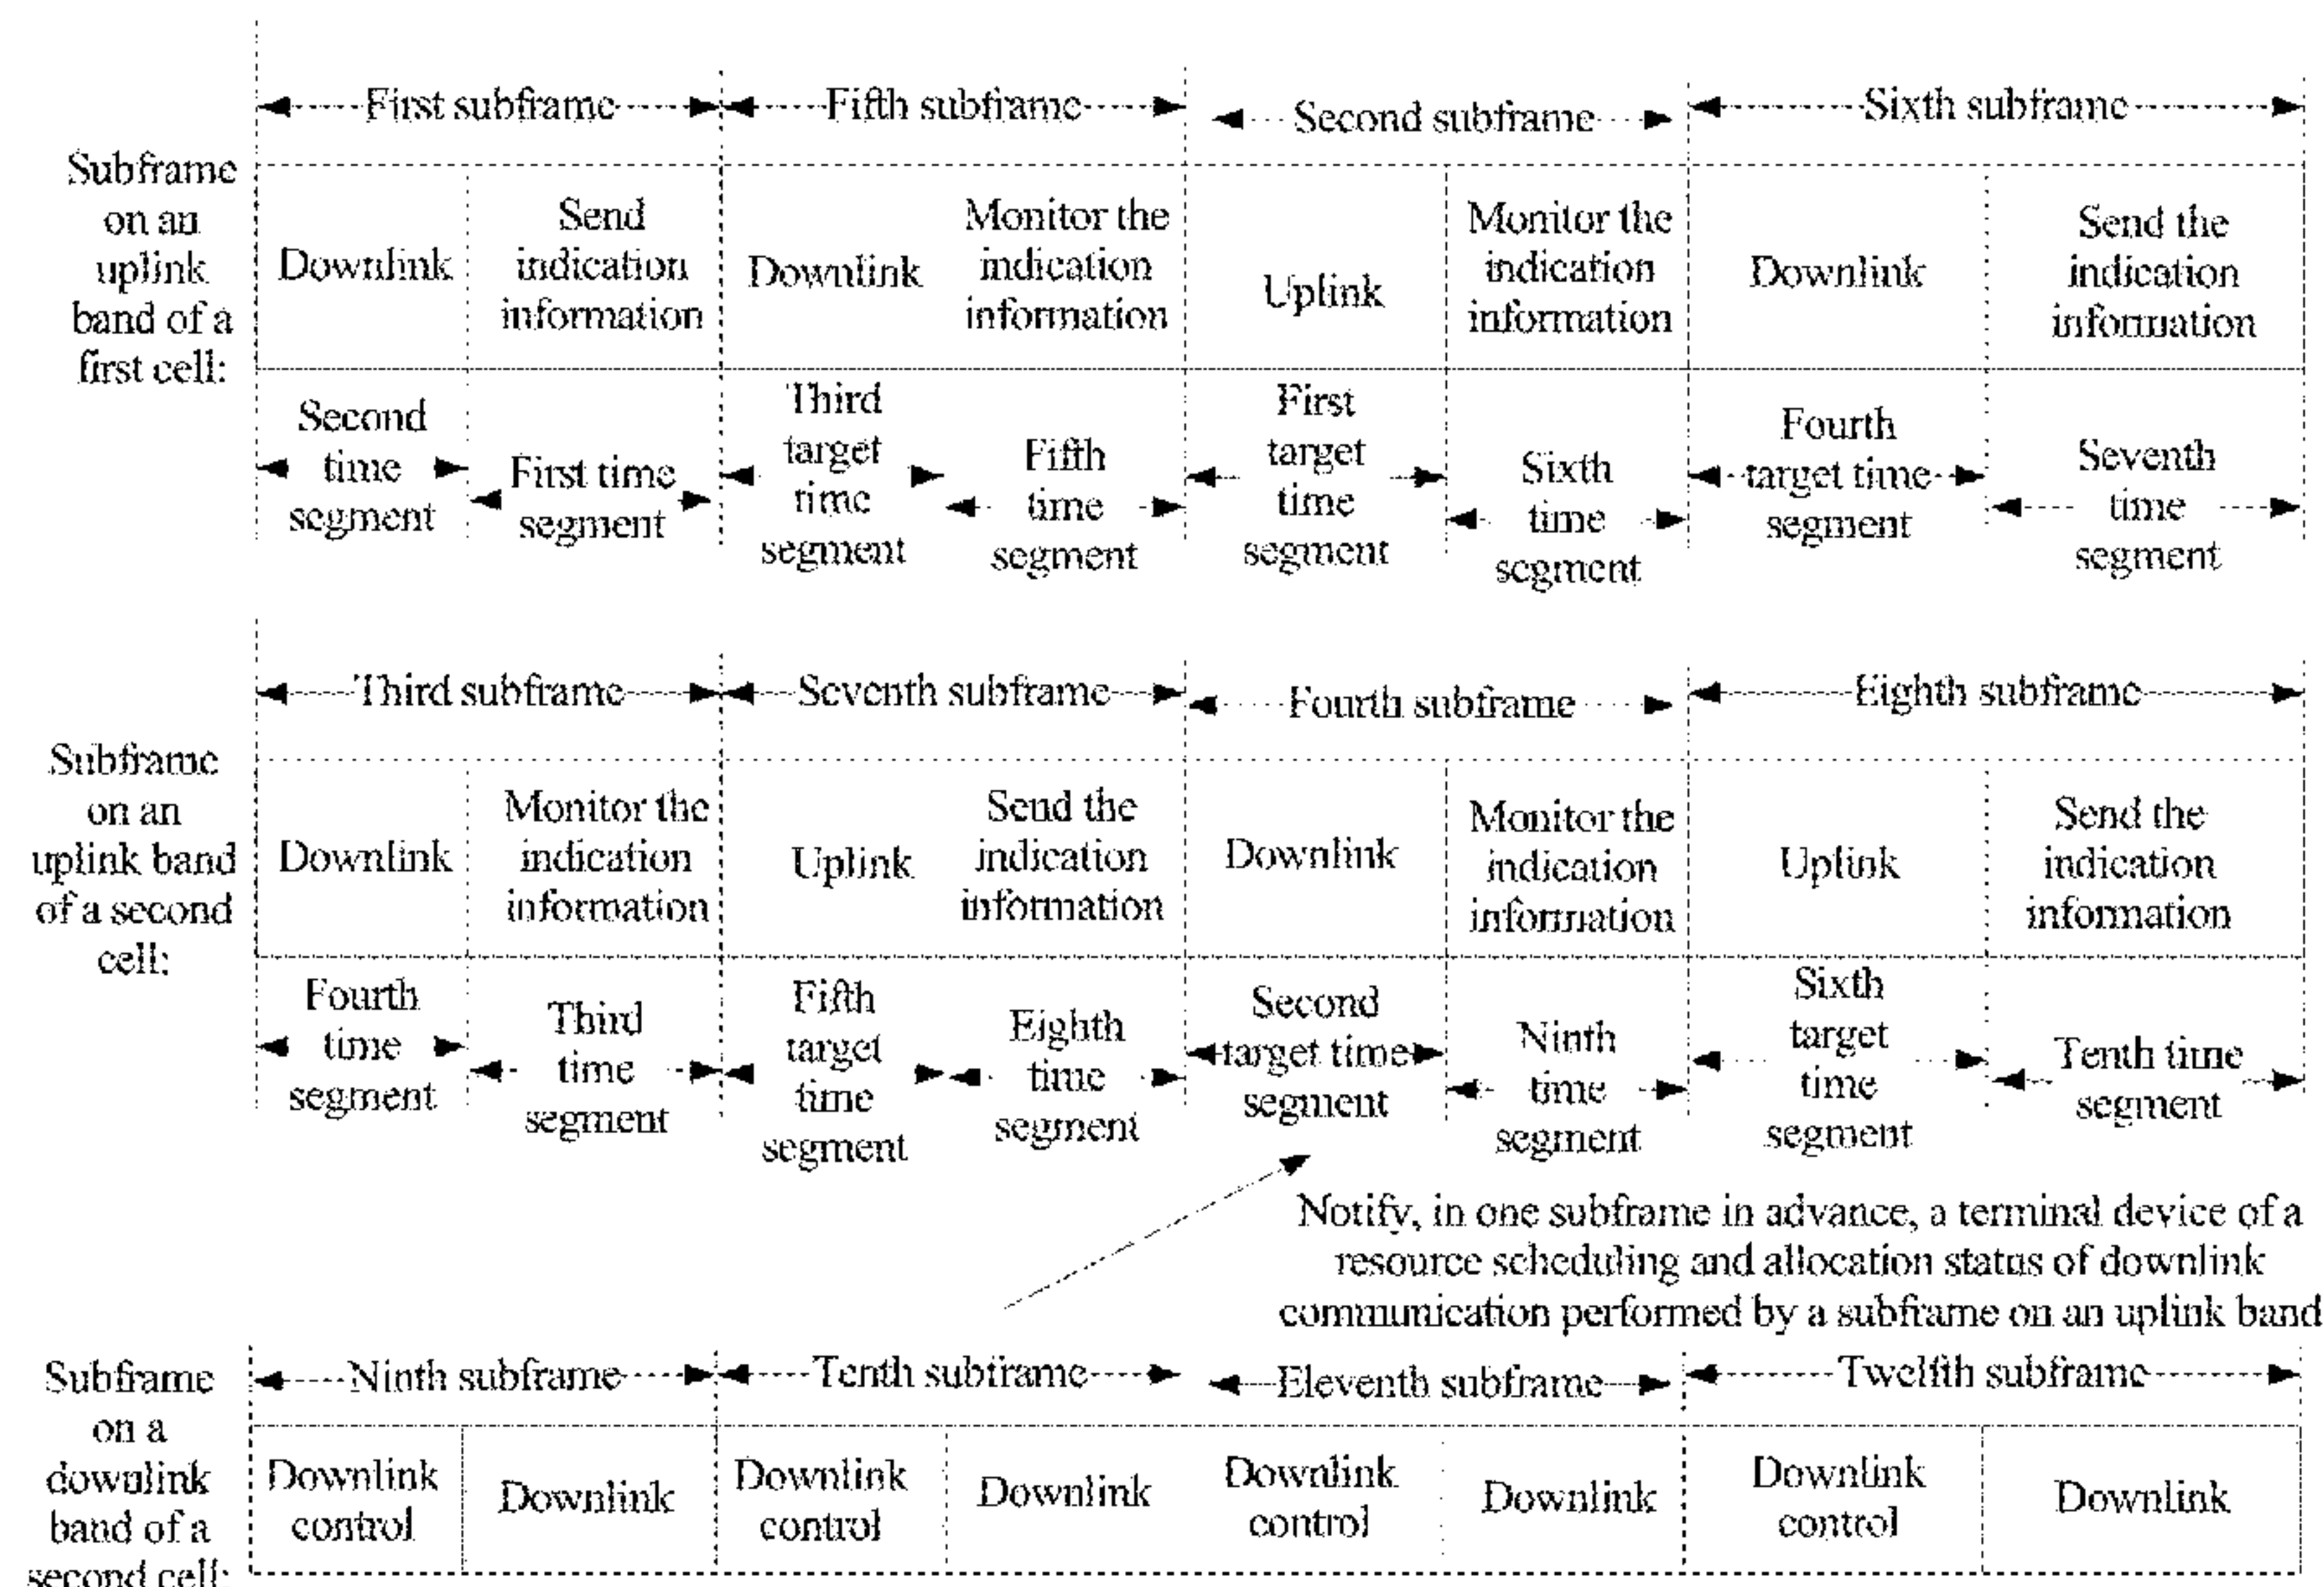 First subframe Fifth subframe Second subframe Sixth subframe
Subframe
on an
uplink
band of a
first cell:
Downlink
Send
indication
information
Downlink
Monitor the
indication
information
Uplink
Monitor the
indication
information
Downlink
Send the
indication
information
Second
time
segment
First time
segment
Third
target
time
segment
Fifth
time
segment
First
target
time
segment
Sixth
time
segment
Fourth
target time
segment
Seventh
time
segment
Third subframe Seventh subframe Fourth subframe Eighth subframe
Subframe
on an
uplink band
of a second
cell:
Downlink
Monitor the
indication
information
Uplink
Send the
indication
information
Downlink
Monitor the
indication
information
Uplink
Send the
indication
information
Fourth
time
segment
Third
time
segment
Fifth
target
time
segment
Eighth
time
segment
Second
target time
segment
Ninth
time
segment
Sixth
target
time
segment
Tenth time
segment
Notify, in one subframe in advance, a terminal device of a
resource scheduling and allocation status of downlink
communication performed by a subframe on an uplink band
Ninth subframe Tenth subframe Eleventh subframe Twelfth subframe
Subframe
on a
downlink
band of a
second cell:
Downlink
control
Downlink
Downlink
control
Downlink
Downlink
control
Downlink
Downlink
control
Downlink